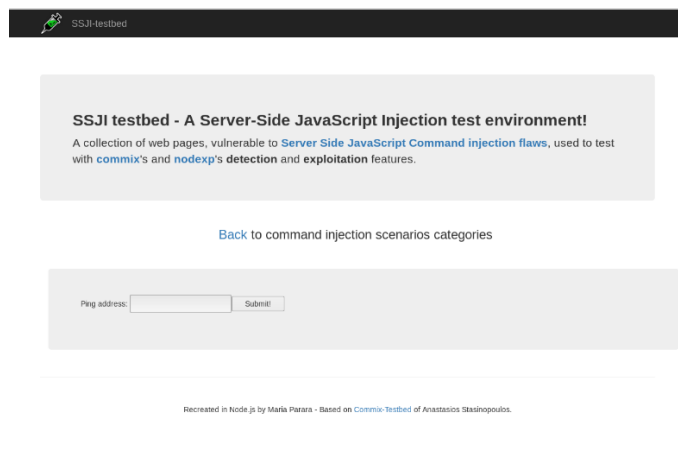 SSJI-testbed
SSJI testbed - A Server-Side JavaScript Injection test environment!
A collection of web pages, vulnerable to Server Side JavaScript Command injection flaws, used to test
with commix's and nodexp's detection and exploitation features.
Back to command injection scenarios categories
Ping address: Submit!
Recreated in Node.js by Maria Parara - Based on Commix-Testbed of Anastasios Stasinopoulos.